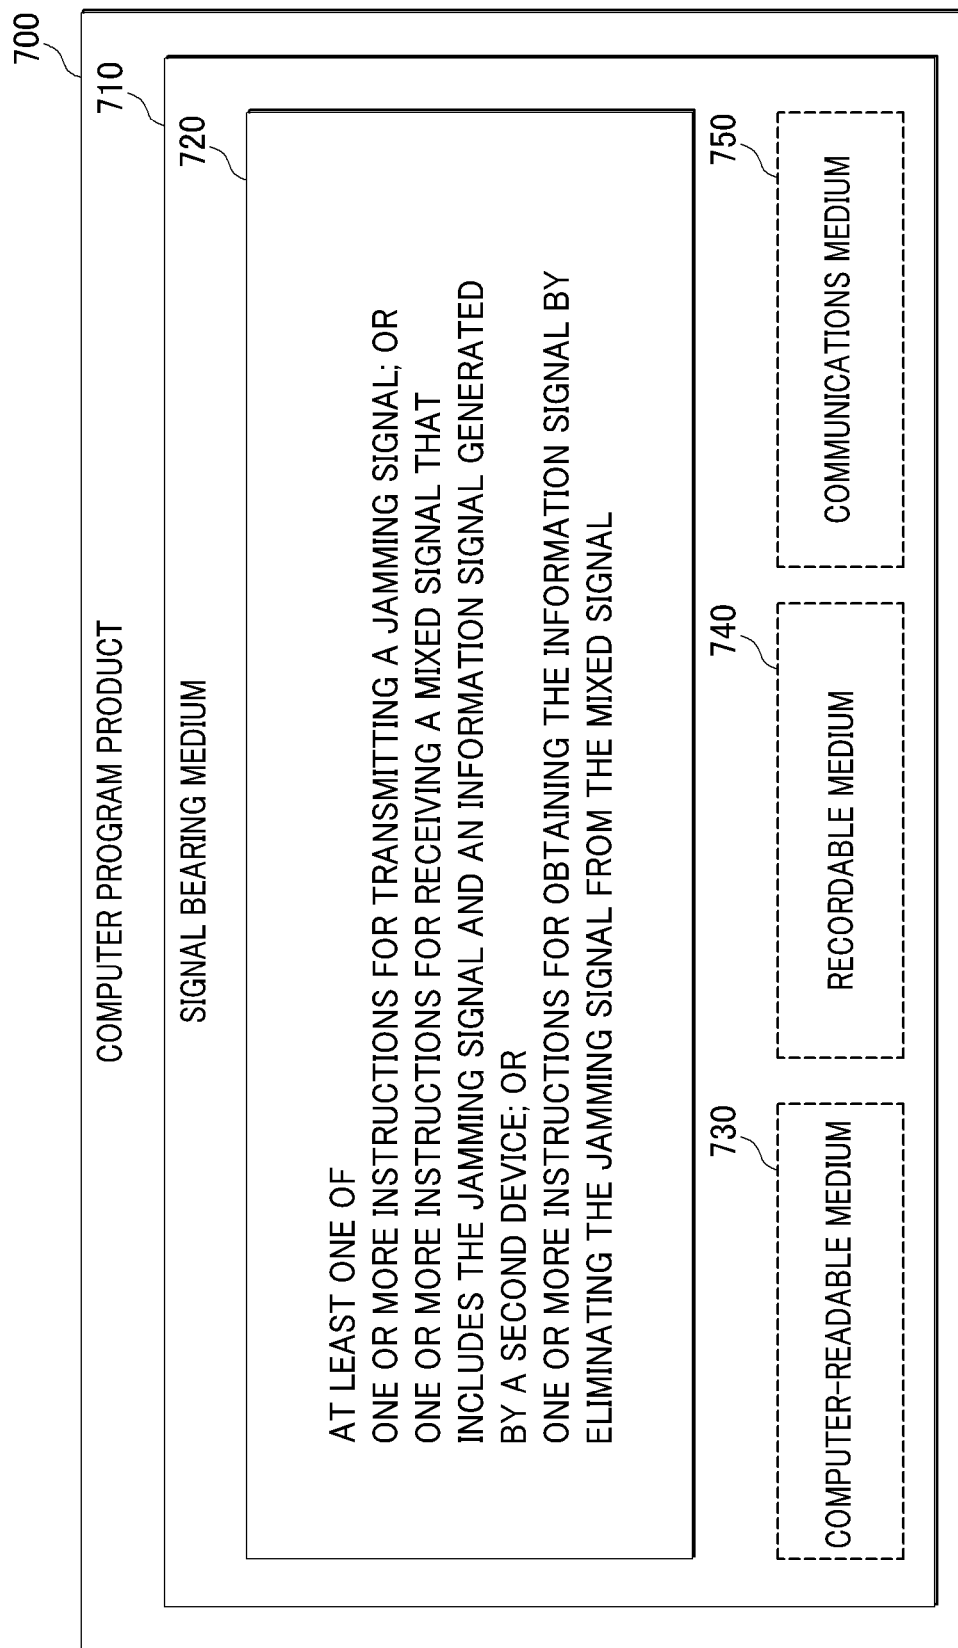 700
COMPUTER PROGRAM PRODUCT
710
SIGNAL BEARING MEDIUM
720
AT LEAST ONE OF
ONE OR MORE INSTRUCTIONS FOR TRANSMITTING A JAMMING SIGNAL; OR
ONE OR MORE INSTRUCTIONS FOR RECEIVING A MIXED SIGNAL THAT
INCLUDES THE JAMMING SIGNAL AND AN INFORMATION SIGNAL GENERATED
BY A SECOND DEVICE; OR
ONE OR MORE INSTRUCTIONS FOR OBTAINING THE INFORMATION SIGNAL BY
ELIMINATING THE JAMMING SIGNAL FROM THE MIXED SIGNAL
730
COMPUTER-READABLE MEDIUM
740
RECORDABLE MEDIUM
750
COMMUNICATIONS MEDIUM